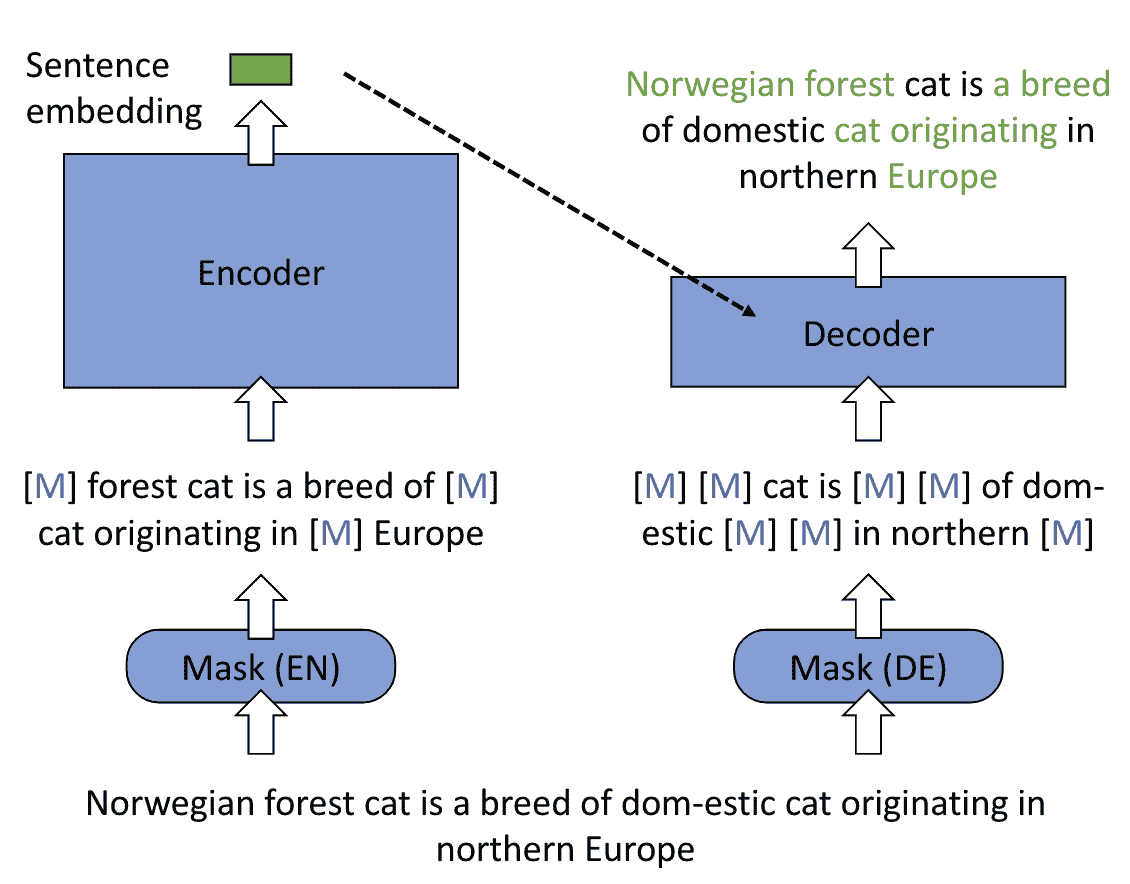 Sentence
embedding
Norwegian forest cat is a breed
of domestic cat originating in
northern Europe
Encoder
Decoder
[M] forest cat is a breed of [M]
cat originating in [M] Europe
[M] [M] cat is [M] [M] of dom-
estic [M] [M] in northern [M]
Mask (EN)
Mask (DE)
Norwegian forest cat is a breed of dom-estic cat originating in
northern Europe